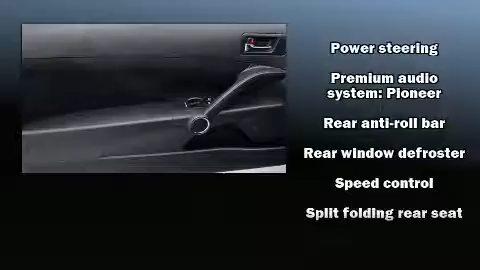 Power steering
Premium audio
system: Pioneer
Rear anti-roll bar
Rear window defroster
Speed control
Split folding rear seat